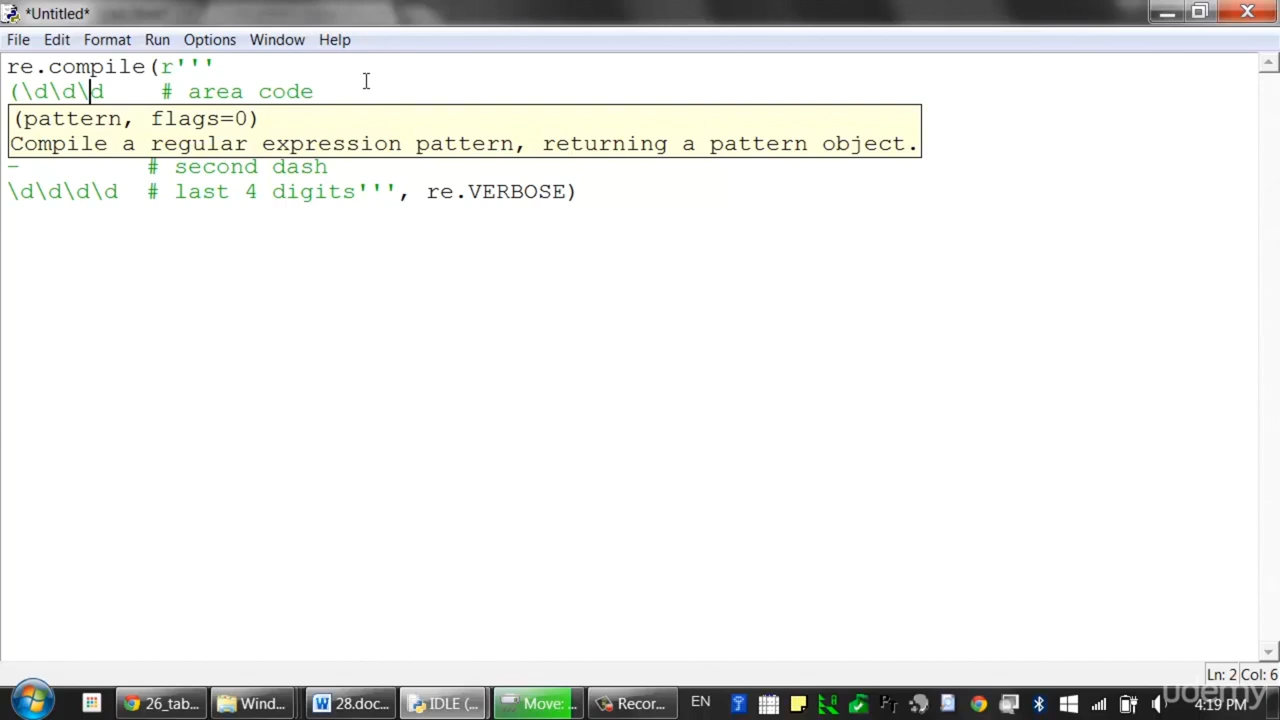 *Untitled*
File Edit Format Run Options Window Help
re.compile(r'''
(\d\d\d # area code
(pattern, flags=0)
Compile a regular expression pattern, returning a pattern object.
- # second dash
\d\d\d\d # last 4 digits''', re.VERBOSE)
Ln: 2 Col: 6
26_tab... Wind... 28.doc... IDLE (... Move: ... Recor... EN 4:19 PM
udemy